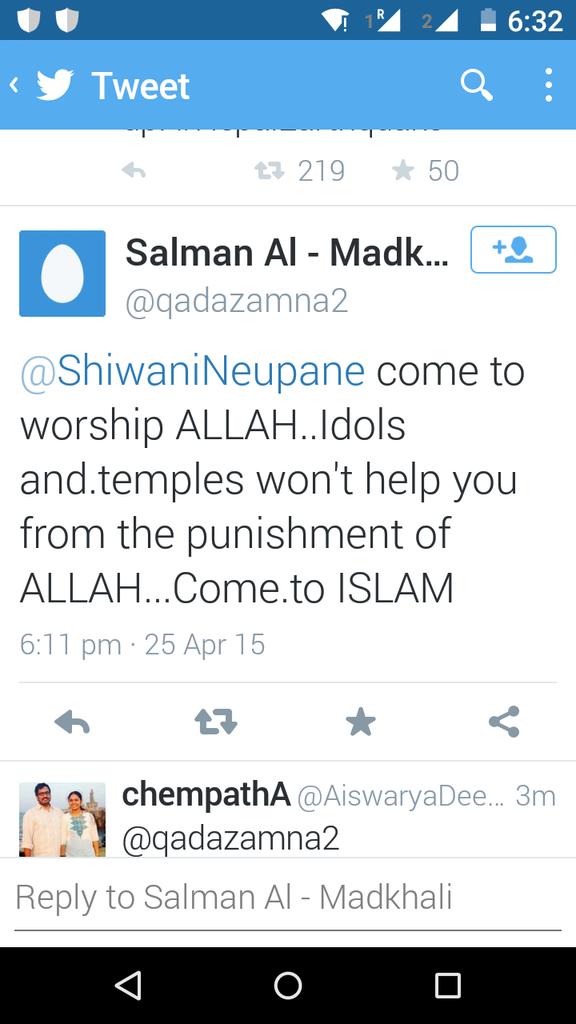 1 R 2 6:32
Tweet
219 50
Salman Al - Madk...
@qadazamna2
@ShiwaniNeupane come to
worship ALLAH..Idols
and.temples won't help you
from the punishment of
ALLAH...Come.to ISLAM
6:11 pm · 25 Apr 15
chempathA @AiswaryaDee... 3m
@qadazamna2
Reply to Salman Al - Madkhali